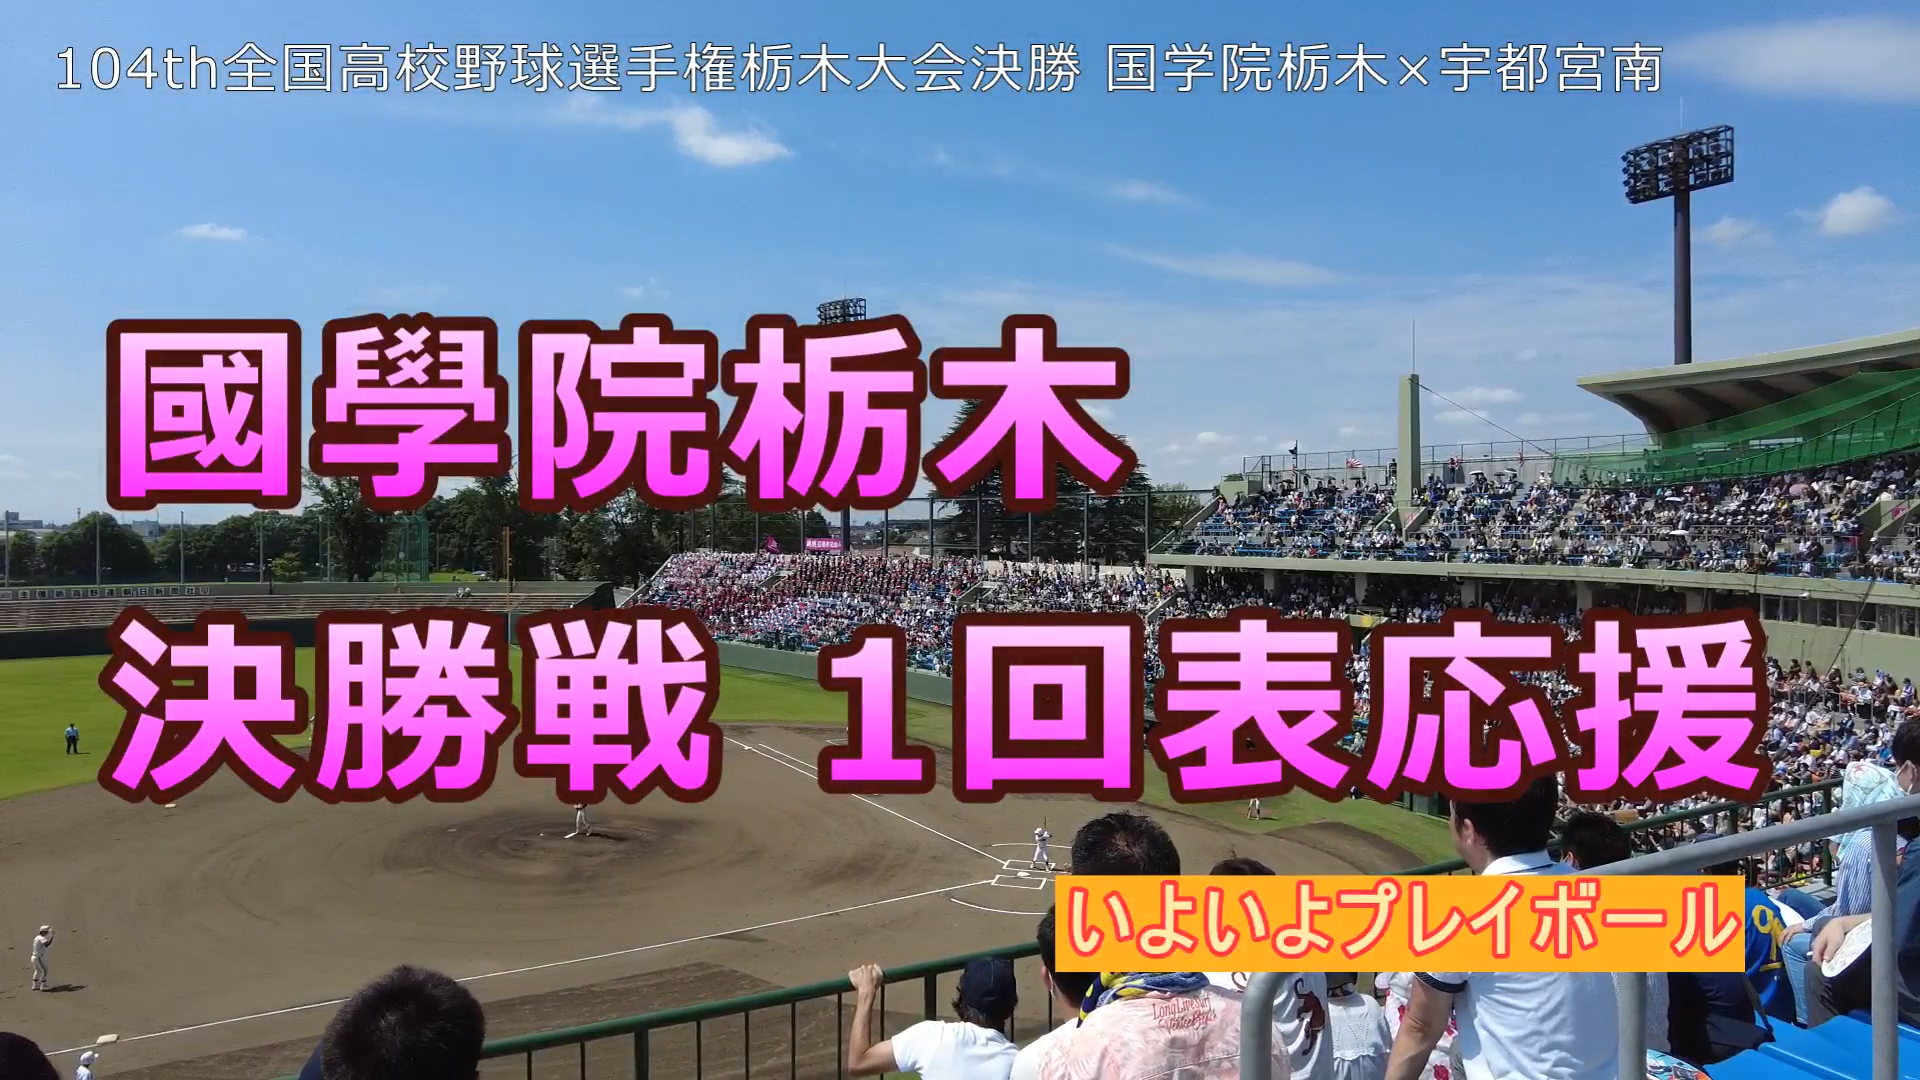 104th全国高校野球選手権栃木大会決勝 国学院栃木×宇都宮南
國學院栃木
決勝戦 1回表応援
いよいよプレイボール